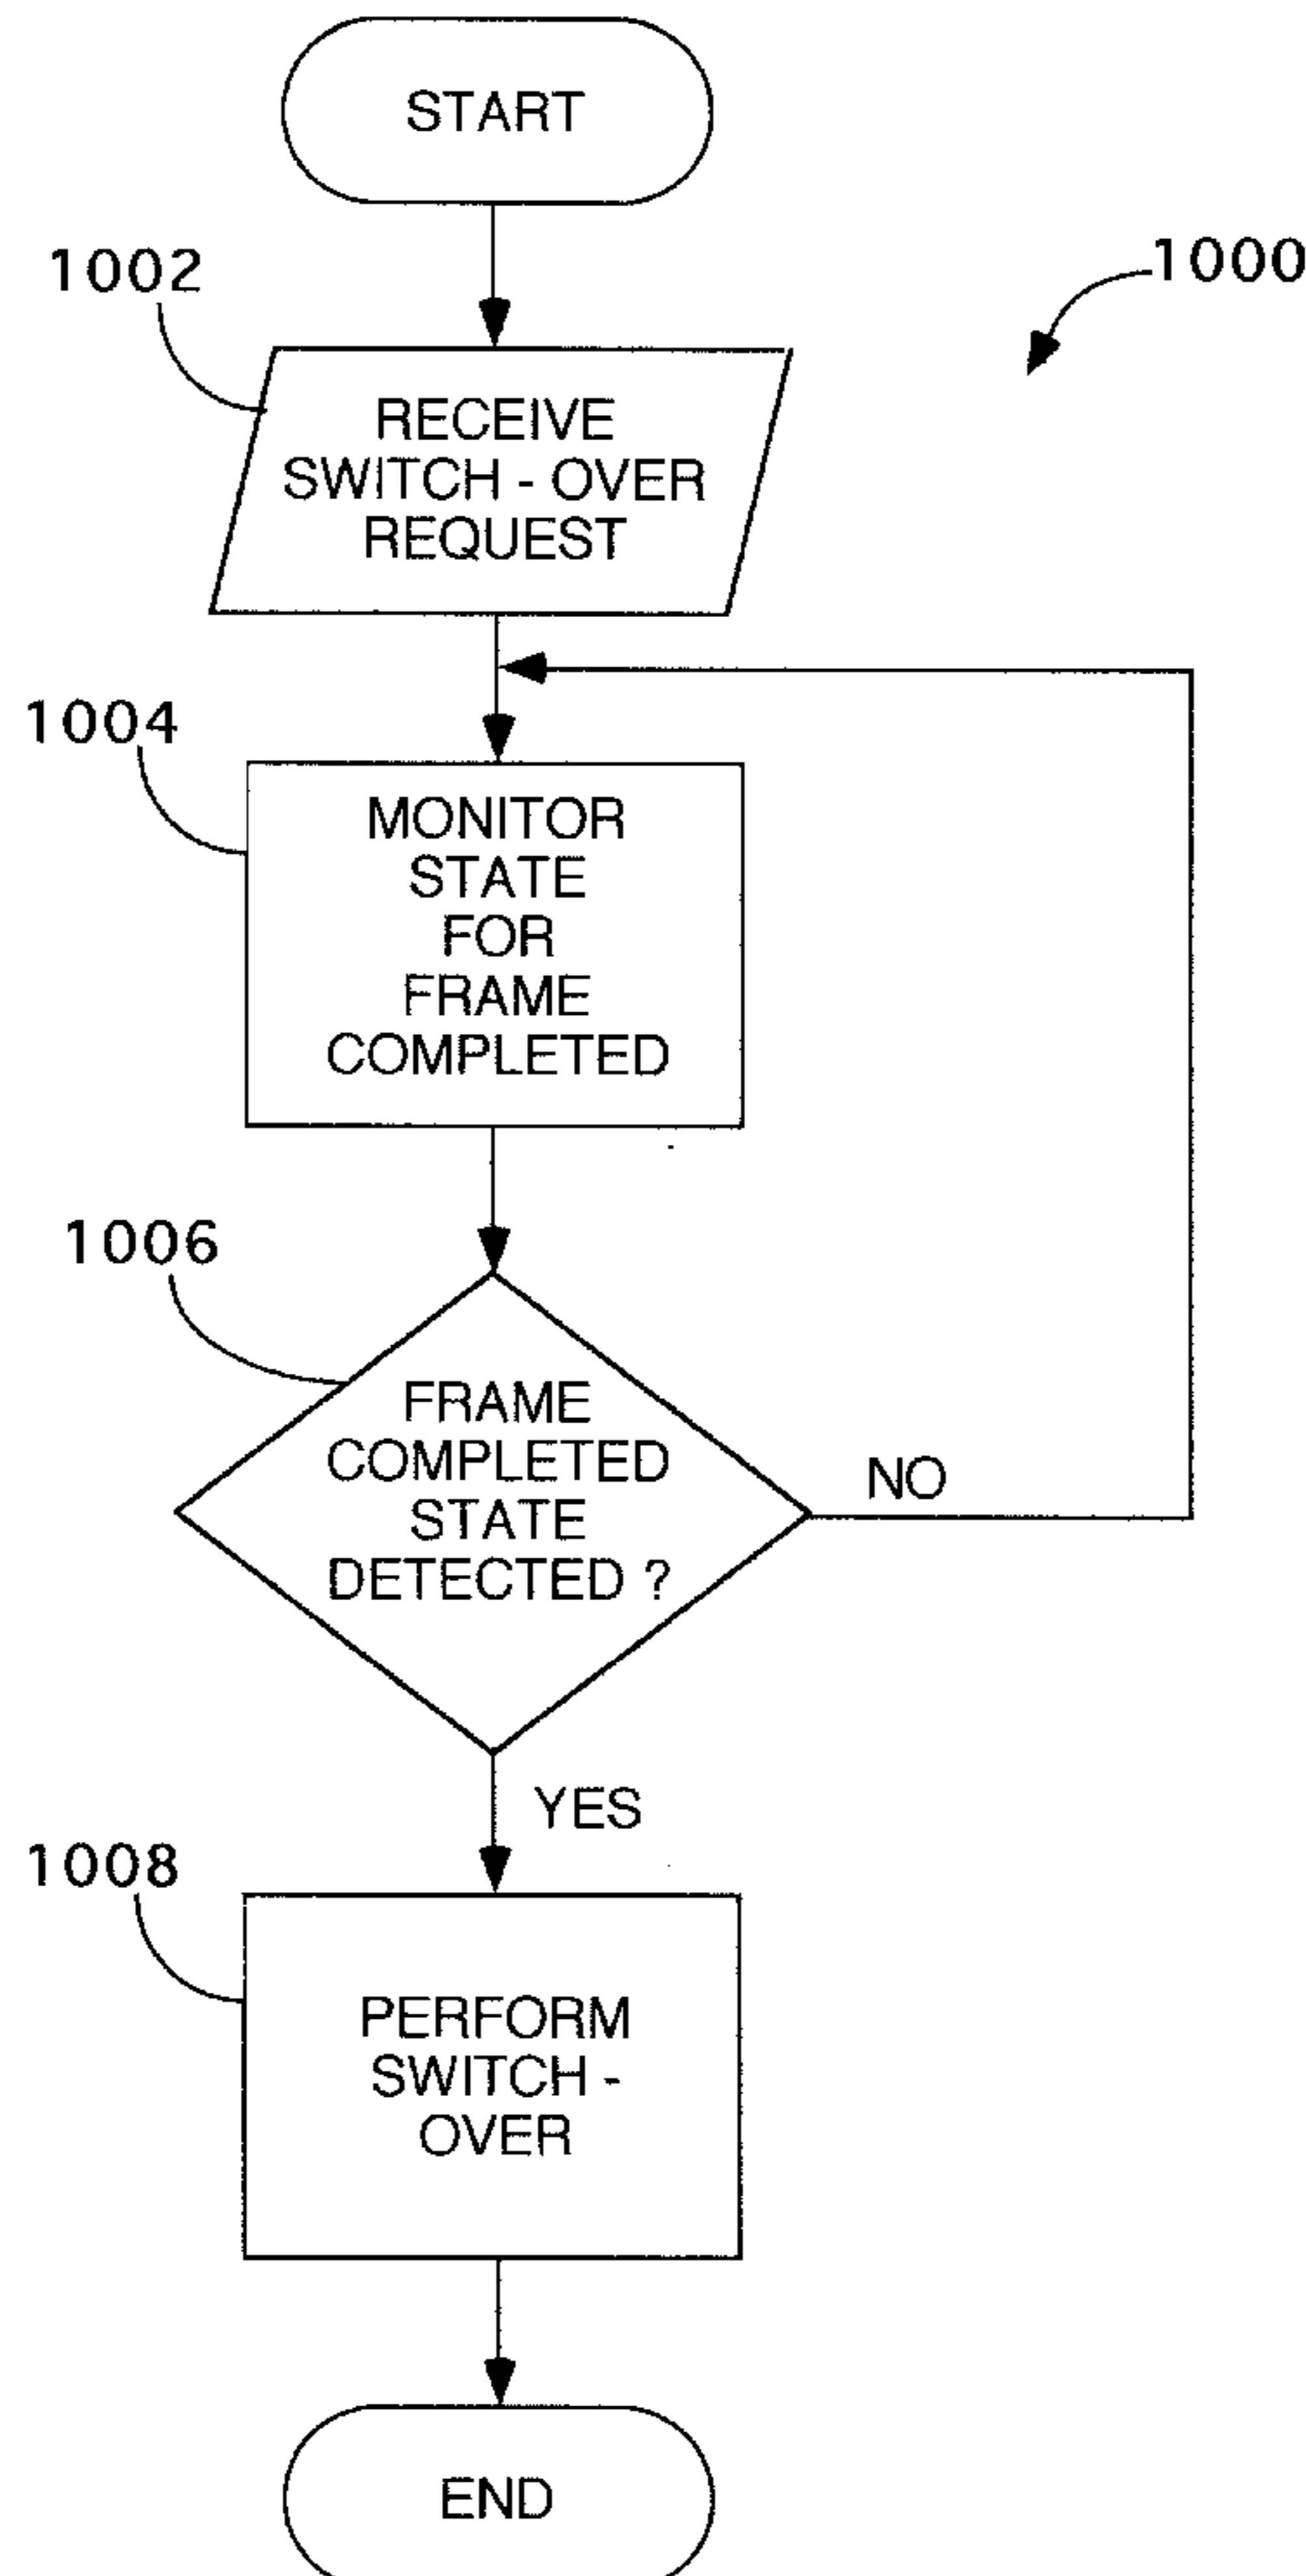 START
1002
1000
RECEIVE
SWITCH - OVER
REQUEST
1004
MONITOR
STATE
FOR
FRAME
COMPLETED
1006
FRAME
COMPLETED
STATE
DETECTED ?
NO
YES
1008
PERFORM
SWITCH -
OVER
END